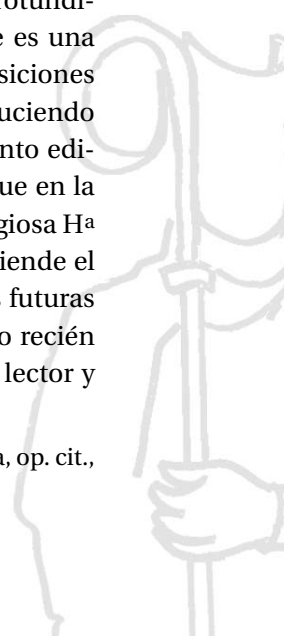 rotundi-
e es una
siciones
uciendo
nto edi-
ue en la
giosa Hª
iende el
futuras
o recién
lector y
a, op. cit.,